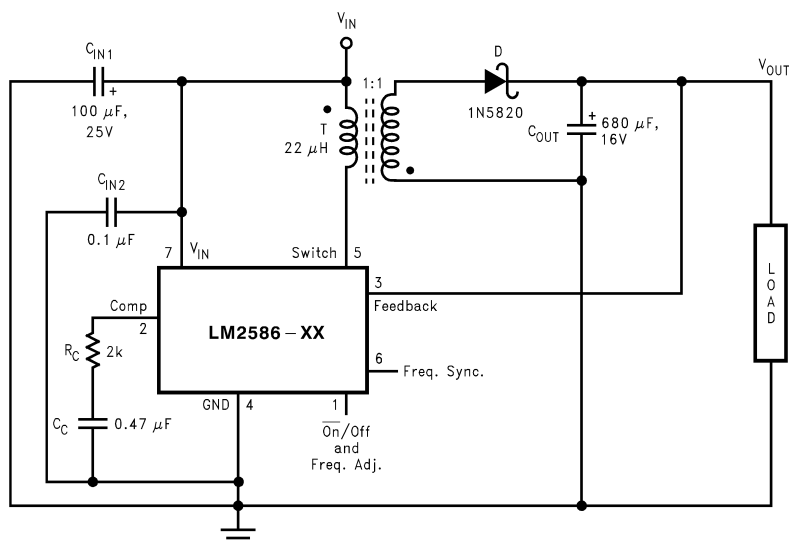 V_IN
C_IN1
+
100 μF,
25V
1:1
T
22 μH
D
1N5820
V_OUT
C_OUT
+
680 μF,
16V
C_IN2
0.1 μF
7
V_IN
Switch
5
3
Feedback
LOAD
Comp
2
LM2586–XX
R_C
2k
6
Freq. Sync.
GND
4
1
C_C
0.47 μF
O̅n̅/Off
and
Freq. Adj.